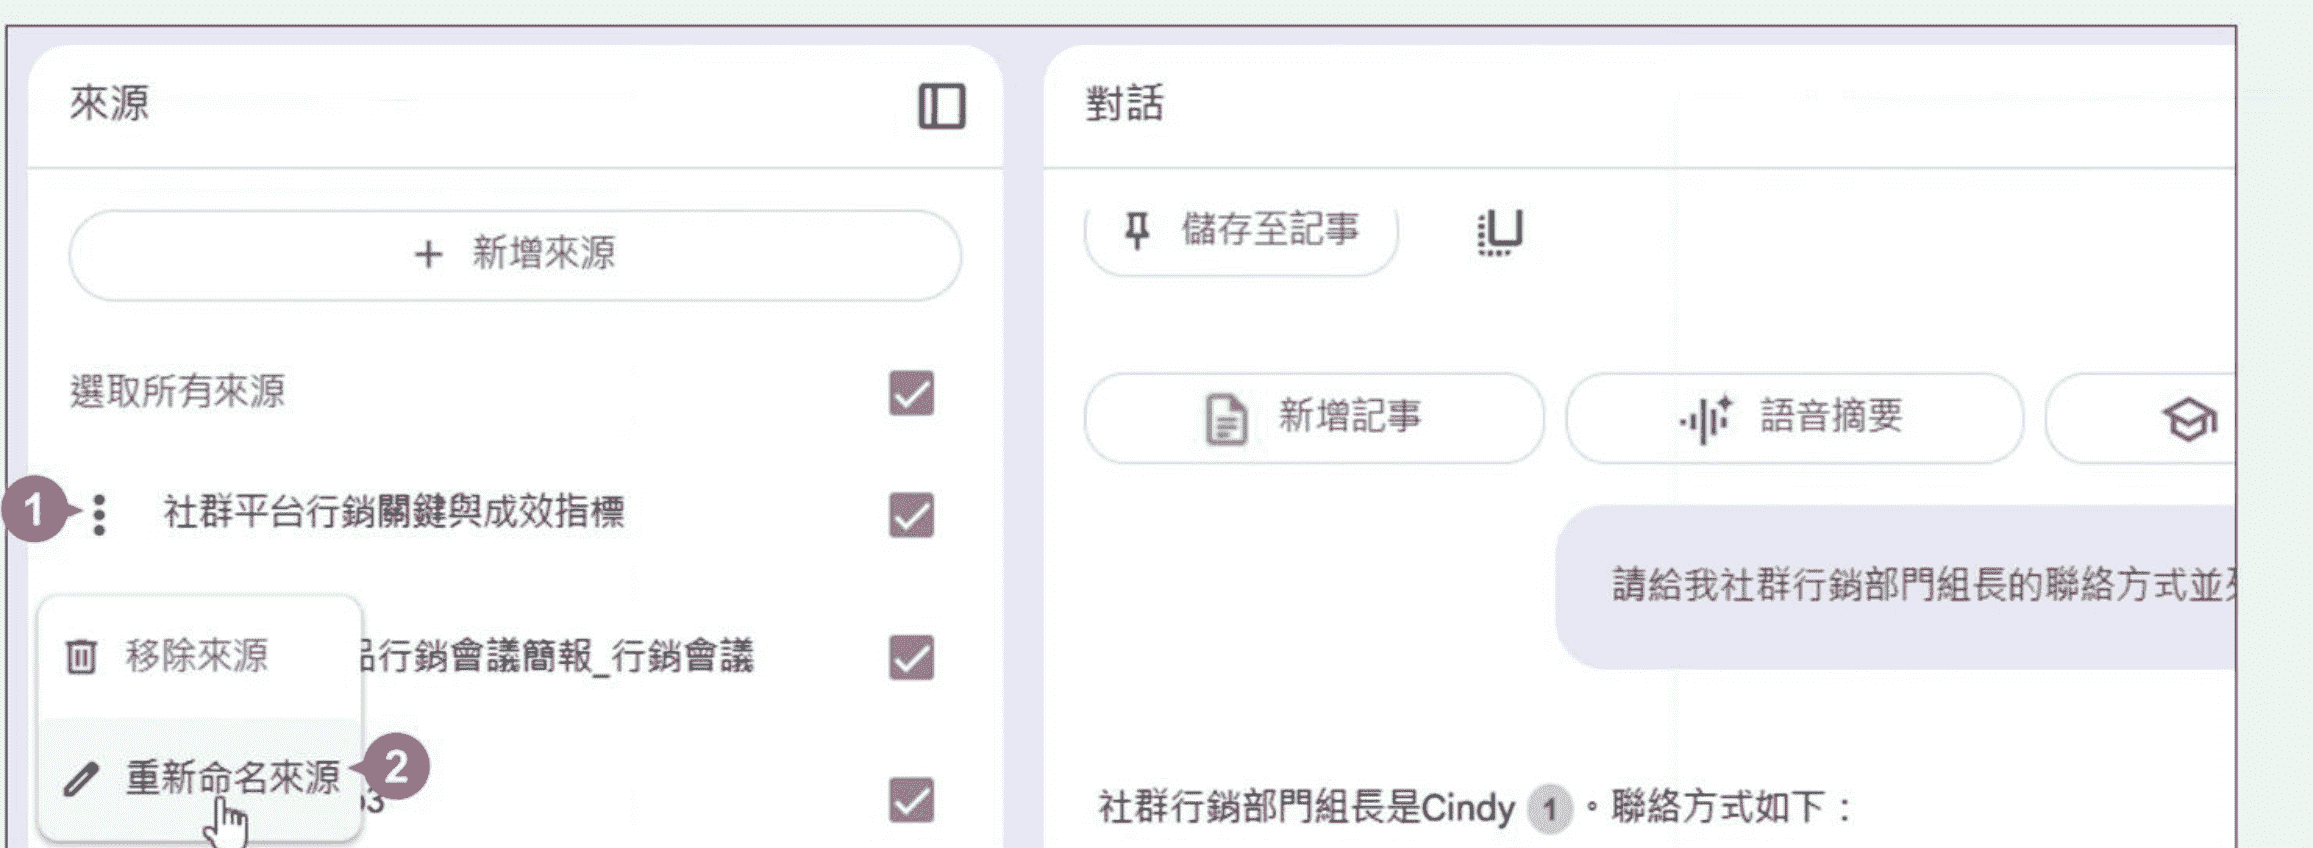 來源
+ 新增來源
選取所有來源
1
社群平台行銷關鍵與成效指標
移除來源
品行銷會議簡報_行銷會議
重新命名來源
2
對話
儲存至記事
新增記事
語音摘要
請給我社群行銷部門組長的聯絡方式並
社群行銷部門組長是Cindy 1。聯絡方式如下：